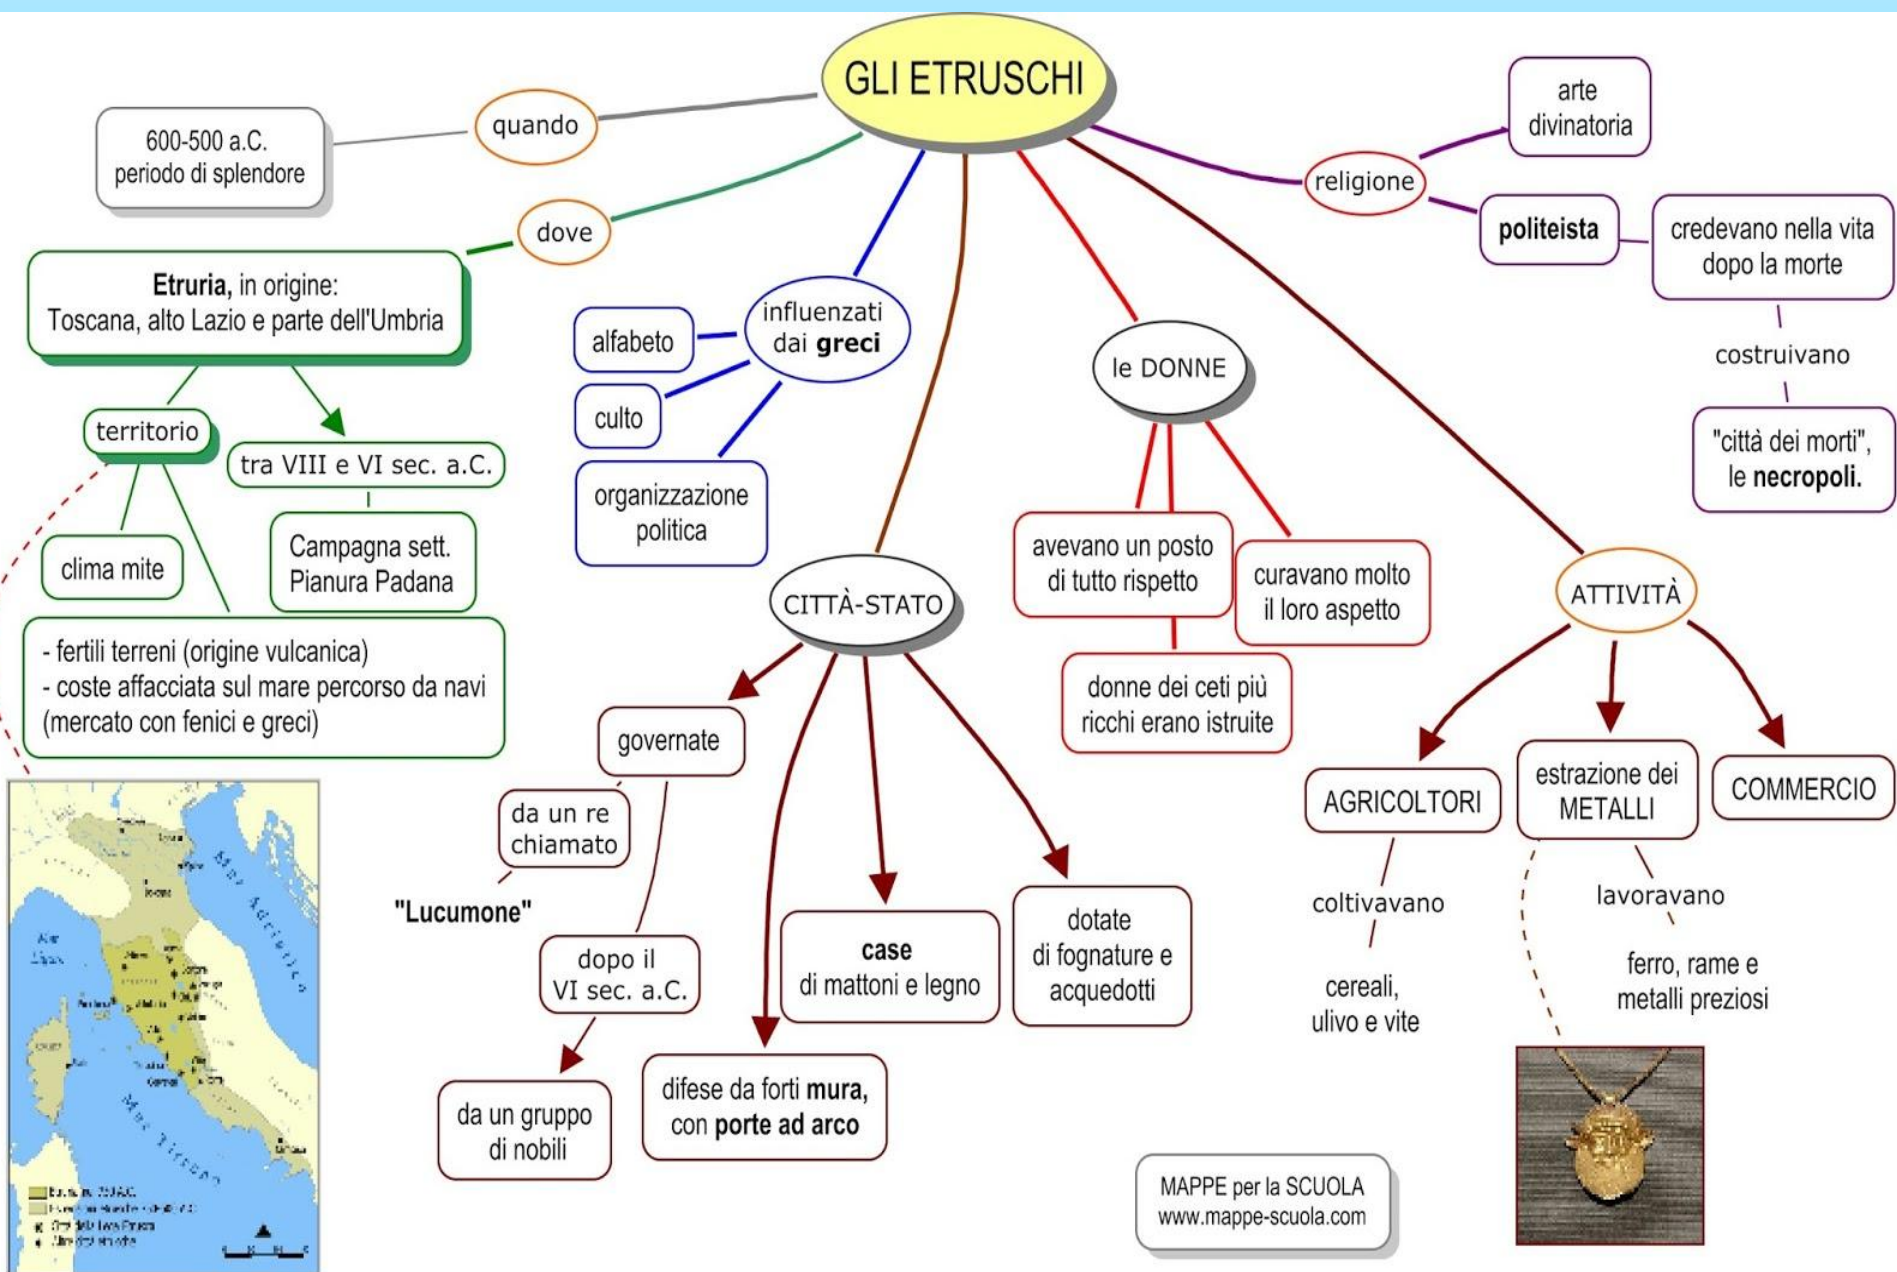 GLI ETRUSCHI
quando
600-500 a.C.
periodo di splendore
dove
Etruria, in origine:
Toscana, alto Lazio e parte dell'Umbria
territorio
tra VIII e VI sec. a.C.
Campagna sett.
Pianura Padana
clima mite
- fertili terreni (origine vulcanica)
- coste affacciata sul mare percorso da navi
(mercato con fenici e greci)
influenzati
dai greci
alfabeto
culto
organizzazione
politica
CITTÀ-STATO
governate
da un re
chiamato
"Lucumone"
dopo il
VI sec. a.C.
da un gruppo
di nobili
difese da forti mura,
con porte ad arco
case
di mattoni e legno
dotate
di fognature e
acquedotti
le DONNE
avevano un posto
di tutto rispetto
donne dei ceti più
ricchi erano istruite
curavano molto
il loro aspetto
religione
arte
divinatoria
politeista
credevano nella vita
dopo la morte
costruivano
"città dei morti",
le necropoli.
ATTIVITÀ
AGRICOLTORI
coltivavano
cereali,
ulivo e vite
estrazione dei
METALLI
lavoravano
ferro, rame e
metalli preziosi
COMMERCIO
Mar Adriatico
Mar
Ligure
Mar Tirreno
MAPPE per la SCUOLA
www.mappe-scuola.com